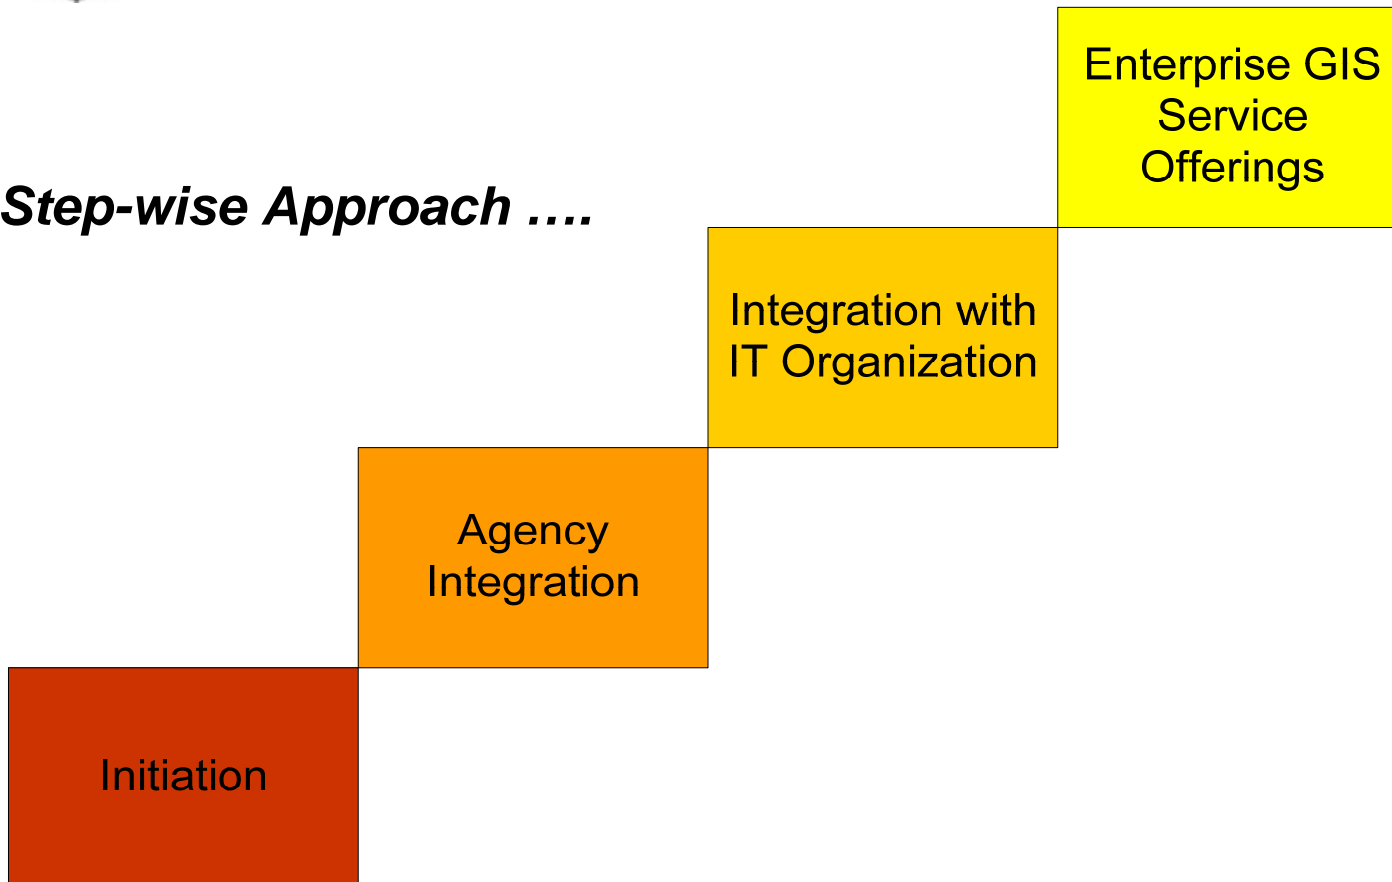 Enterprise GIS
Service
Offerings
Step-wise Approach ....
Integration with
IT Organization
Agency
Integration
Initiation